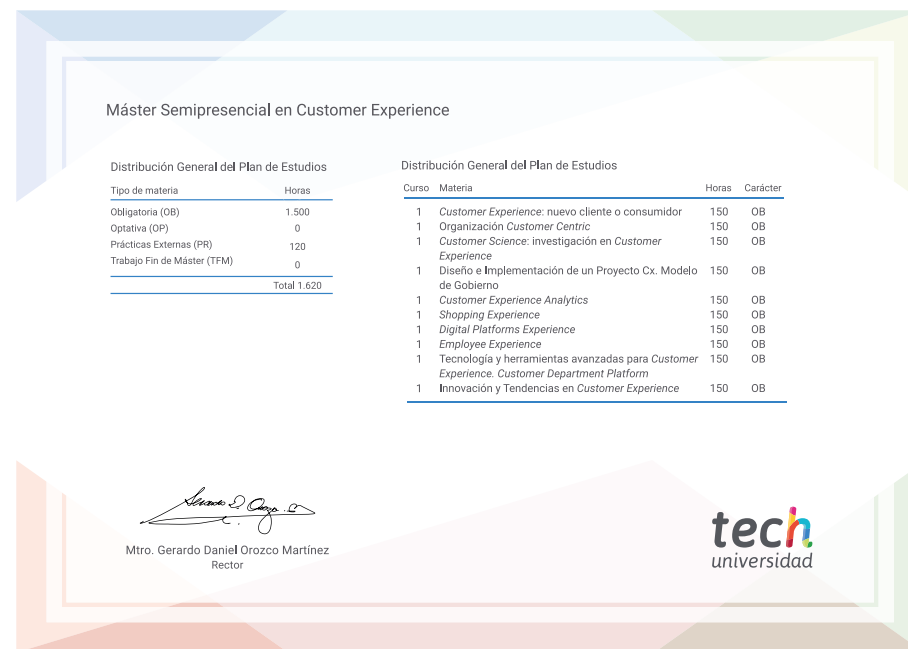 Máster Semipresencial en Customer Experience
Distribución General del Plan de Estudios
Tipo de materia Horas
Obligatoria (OB) 1.500
Optativa (OP) 0
Prácticas Externas (PR) 120
Trabajo Fin de Máster (TFM) 0
Total 1.620
Distribución General del Plan de Estudios
Curso Materia Horas Carácter
1 Customer Experience: nuevo cliente o consumidor 150 OB
1 Organización Customer Centric 150 OB
1 Customer Science: investigación en Customer 150 OB
Experience
1 Diseño e Implementación de un Proyecto Cx. Modelo 150 OB
de Gobierno
1 Customer Experience Analytics 150 OB
1 Shopping Experience 150 OB
1 Digital Platforms Experience 150 OB
1 Employee Experience 150 OB
1 Tecnología y herramientas avanzadas para Customer 150 OB
Experience. Customer Department Platform
1 Innovación y Tendencias en Customer Experience 150 OB
Mtro. Gerardo Daniel Orozco Martínez
Rector
tech
universidad